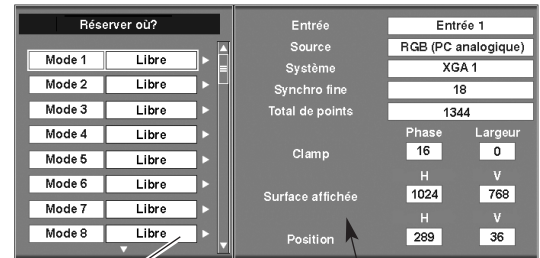 Réserver où?
Mode 1 Libre
Mode 2 Libre
Mode 3 Libre
Mode 4 Libre
Mode 5 Libre
Mode 6 Libre
Mode 7 Libre
Mode 8 Libre
Entrée Entrée 1
Source RGB (PC analogique)
Système XGA 1
Synchro fine 18
Total de points 1344
Phase Largeur
Clamp 16 0
H V
Surface affichée 1024 768
H V
Position 289 36